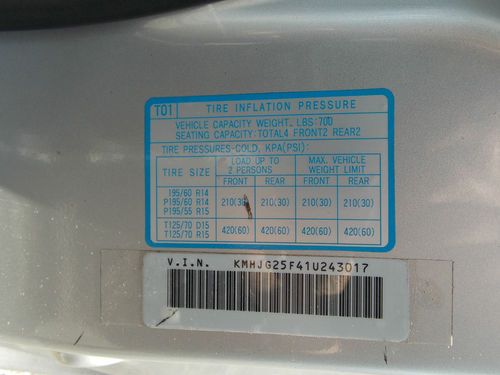 T01 TIRE INFLATION PRESSURE
VEHICLE CAPACITY WEIGHT. LBS:700
SEATING CAPACITY:TOTAL4 FRONT2 REAR2
TIRE PRESSURES-COLD, KPA(PSI):
TIRE SIZE LOAD UP TO 2 PERSONS MAX. VEHICLE WEIGHT LIMIT
FRONT REAR FRONT REAR
195/60 R14
P195/60 R14 210(30) 210(30) 210(30) 210(30)
P195/55 R15
T125/70 D15 420(60) 420(60) 420(60) 420(60)
T125/70 R15
V.I.N. KMHJG25F41U243017